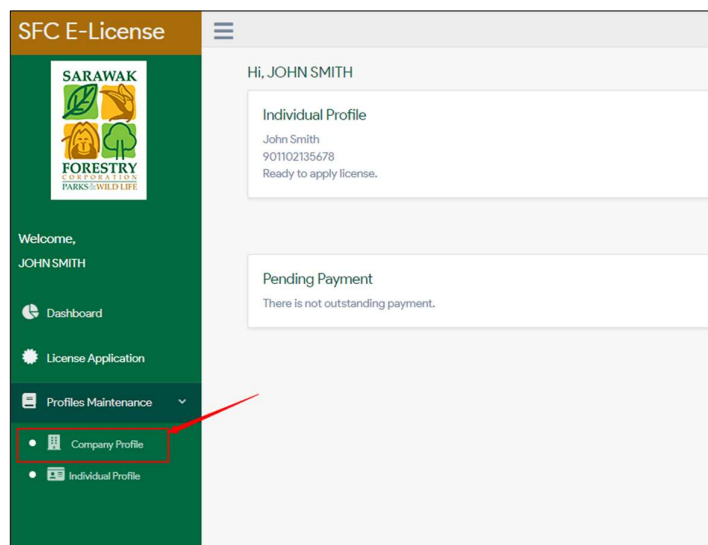 SFC E-License
SARAWAK
FORESTRY
CORPORATION
PARKS & WILD LIFE
Welcome,
JOHN SMITH
Dashboard
License Application
Profiles Maintenance
Company Profile
Individual Profile
Hi, JOHN SMITH
Individual Profile
John Smith
901102135678
Ready to apply license.
Pending Payment
There is not outstanding payment.